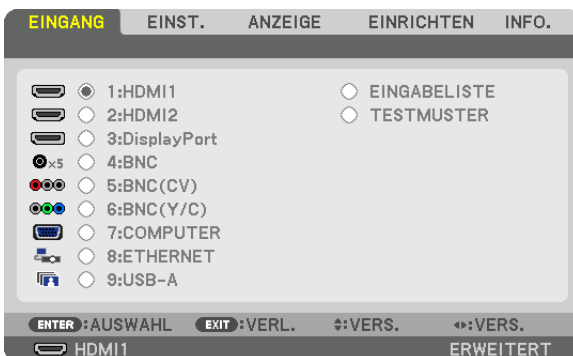 EINGANG EINST. ANZEIGE EINRICHTEN INFO.
1:HDMI1 EINGABELISTE
2:HDMI2 TESTMUSTER
3:DisplayPort
×5 4:BNC
5:BNC(CV)
6:BNC(Y/C)
7:COMPUTER
8:ETHERNET
9:USB-A
ENTER :AUSWAHL EXIT :VERL. :VERS. :VERS.
HDMI1 ERWEITERT